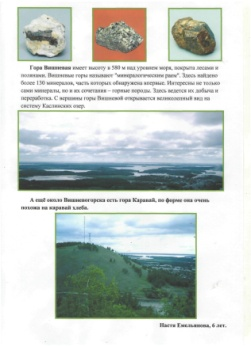 Гора Вишневая имеет высоту в 580 м над уровнем моря, покрыта лесами и
полянами. Вишневые горы называют "минералогическим раем". Здесь найдено
более 130 минералов, часть которых обнаружена впервые. Интересны не только
сами минералы, но и их сочетания – горные породы. Здесь ведется их добыча и
переработка. С вершины горы Вишневой открывается великолепный вид на
систему Каслинских озер.
А ещё около Вишневогорска есть гора Каравай, по форме она очень
похожа на каравай хлеба.
Настя Емельянова, 6 лет.